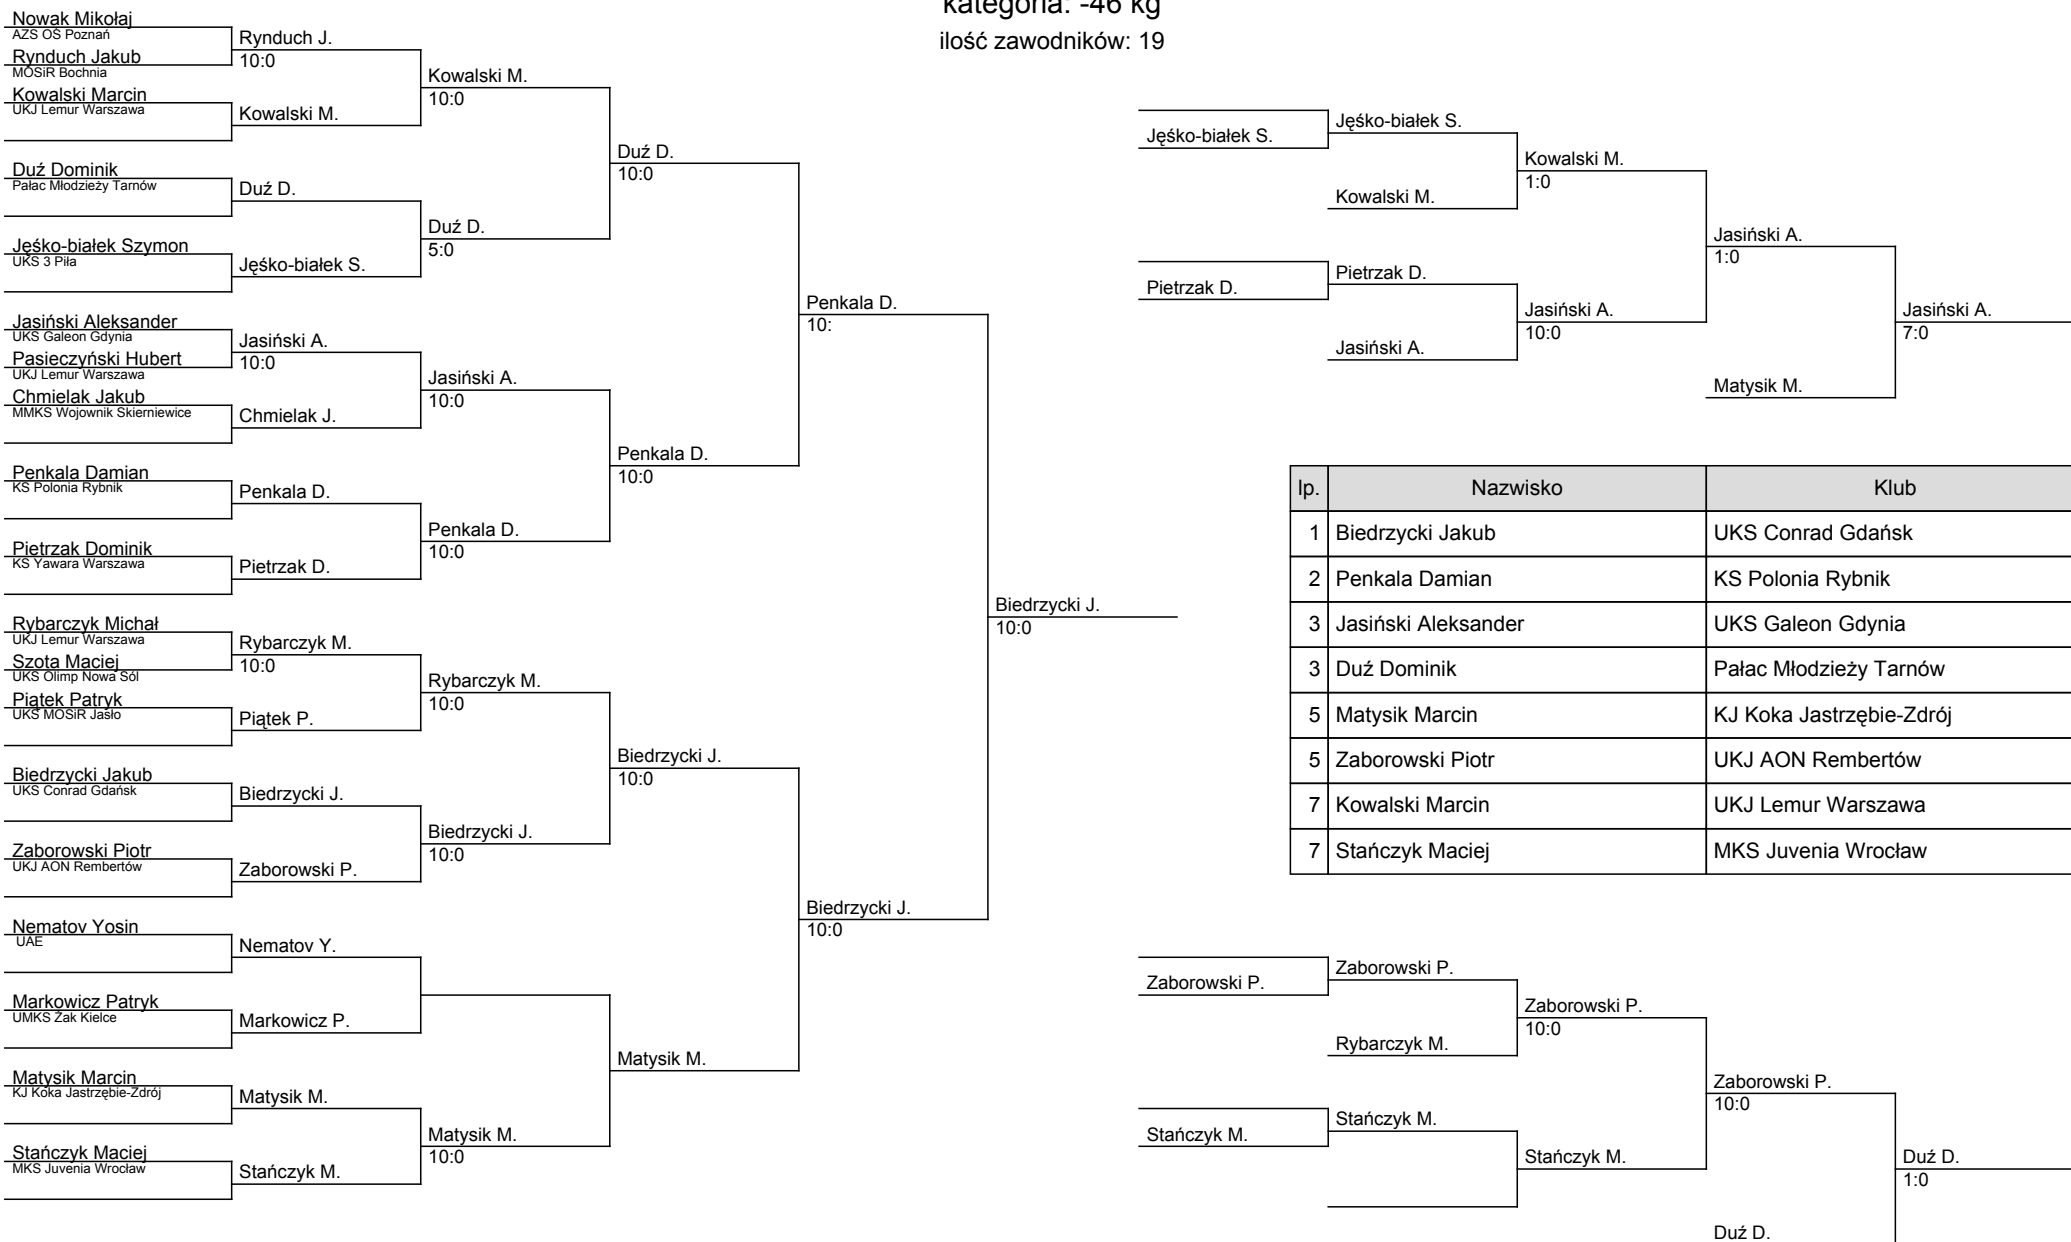 kategoria: -46 kg
ilość zawodników: 19
Nowak Mikołaj
AZS OŚ Poznań
Rynduch Jakub
MOSiR Bochnia
Kowalski Marcin
UKJ Lemur Warszawa
Duź Dominik
Pałac Młodzieży Tarnów
Jęśko-białek Szymon
UKS 3 Piła
Jasiński Aleksander
UKS Galeon Gdynia
Pasieczyński Hubert
UKJ Lemur Warszawa
Chmielak Jakub
MMKS Wojownik Skierniewice
Penkala Damian
KS Polonia Rybnik
Pietrzak Dominik
KS Yawara Warszawa
Rybarczyk Michał
UKJ Lemur Warszawa
Szota Maciej
UKS Olimp Nowa Sól
Piątek Patryk
UKS MOSiR Jasło
Biedrzycki Jakub
UKS Conrad Gdańsk
Zaborowski Piotr
UKJ AON Rembertów
Nematov Yosin
UAE
Markowicz Patryk
UMKS Żak Kielce
Matysik Marcin
KJ Koka Jastrzębie-Zdrój
Stańczyk Maciej
MKS Juvenia Wrocław
Rynduch J.
10:0
Kowalski M.
Duź D.
Jęśko-białek S.
Jasiński A.
10:0
Chmielak J.
Penkala D.
Pietrzak D.
Rybarczyk M.
10:0
Piątek P.
Biedrzycki J.
Zaborowski P.
Nematov Y.
Markowicz P.
Matysik M.
Stańczyk M.
Kowalski M.
10:0
Duź D.
5:0
Jasiński A.
10:0
Penkala D.
10:0
Rybarczyk M.
10:0
Biedrzycki J.
10:0
Matysik M.
10:0
Duź D.
10:0
Penkala D.
10:0
Biedrzycki J.
10:0
Matysik M.
Penkala D.
10:
Biedrzycki J.
10:0
Biedrzycki J.
10:0
Jęśko-białek S.
Pietrzak D.
Jęśko-białek S.
Kowalski M.
Pietrzak D.
Jasiński A.
Kowalski M.
1:0
Jasiński A.
10:0
Jasiński A.
1:0
Matysik M.
Jasiński A.
7:0
lp. Nazwisko Klub
1 Biedrzycki Jakub UKS Conrad Gdańsk
2 Penkala Damian KS Polonia Rybnik
3 Jasiński Aleksander UKS Galeon Gdynia
3 Duź Dominik Pałac Młodzieży Tarnów
5 Matysik Marcin KJ Koka Jastrzębie-Zdrój
5 Zaborowski Piotr UKJ AON Rembertów
7 Kowalski Marcin UKJ Lemur Warszawa
7 Stańczyk Maciej MKS Juvenia Wrocław
Zaborowski P.
Stańczyk M.
Zaborowski P.
Rybarczyk M.
Stańczyk M.
Zaborowski P.
10:0
Stańczyk M.
Zaborowski P.
10:0
Duź D.
Duź D.
1:0